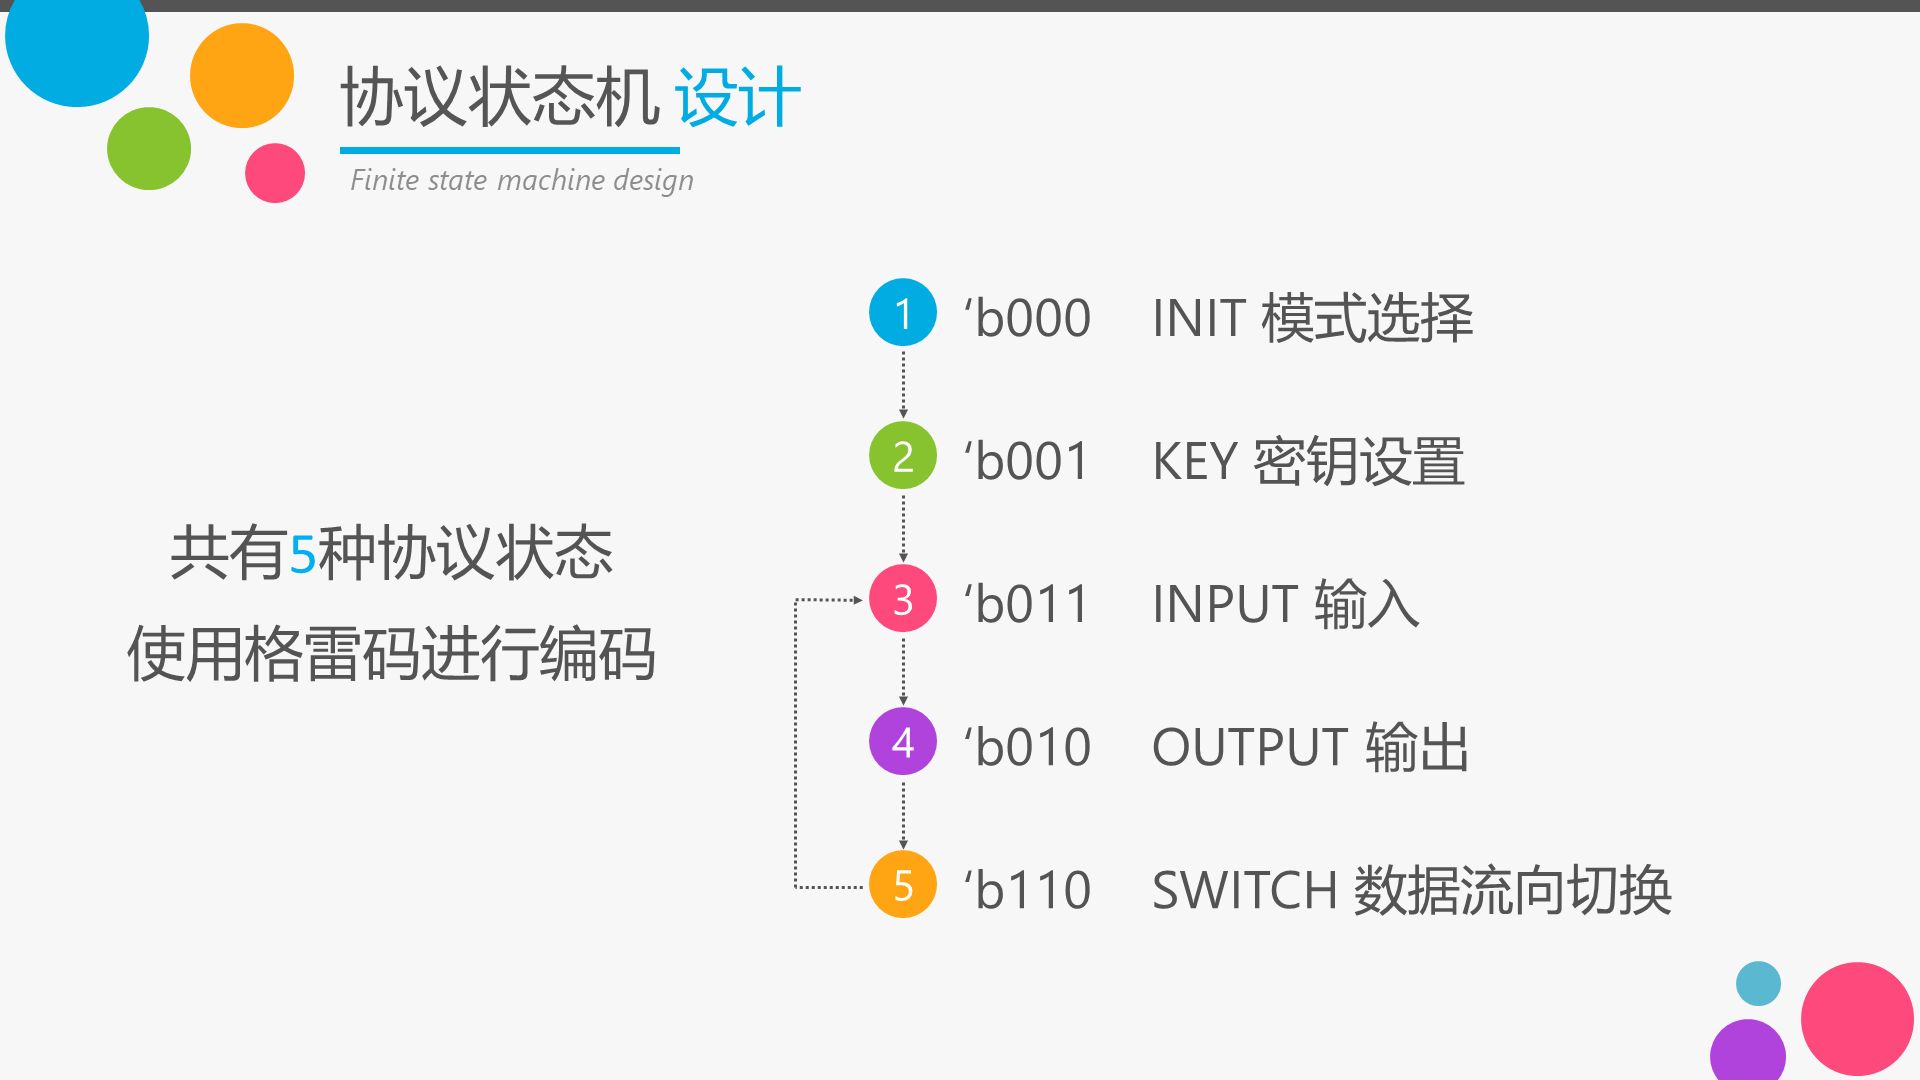 协议状态机 设计
Finite state machine design
共有5种协议状态
使用格雷码进行编码
1 ‘b000 INIT 模式选择
2 ‘b001 KEY 密钥设置
3 ‘b011 INPUT 输入
4 ‘b010 OUTPUT 输出
5 ‘b110 SWITCH 数据流向切换